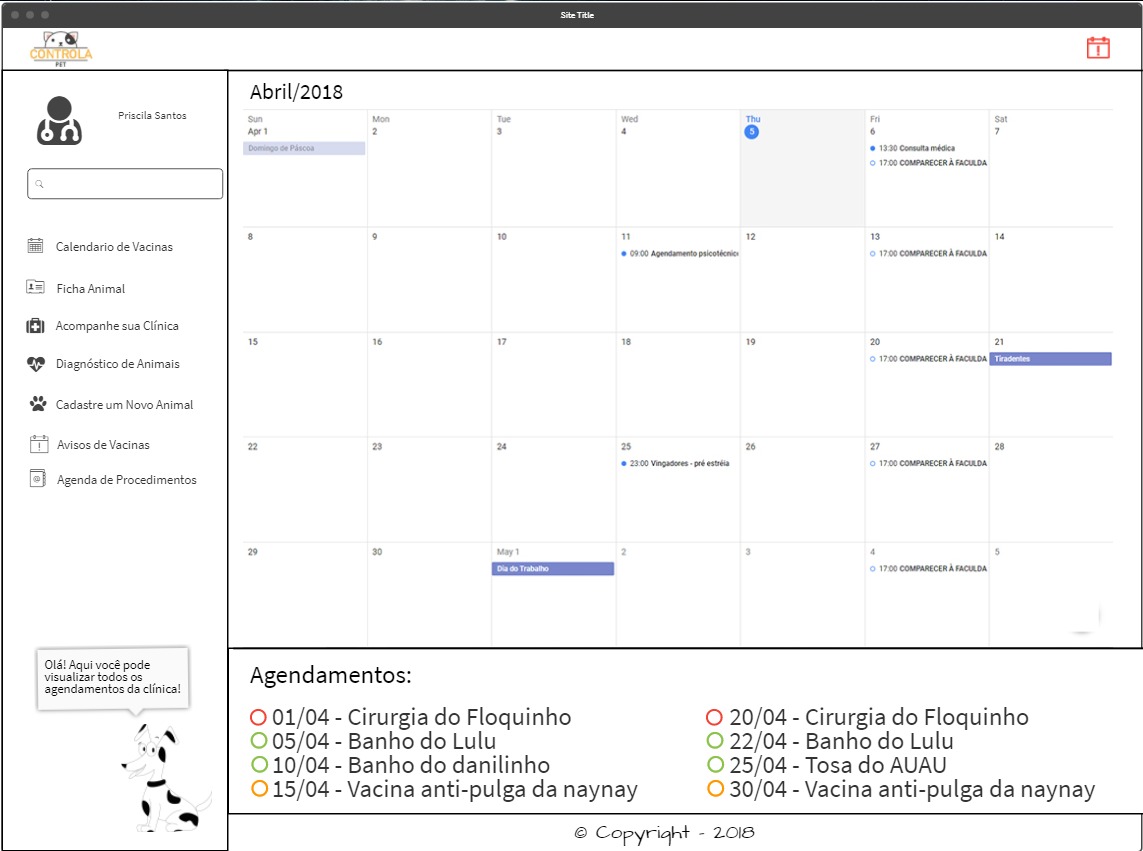 Site Title
CONTROLA
PET
Priscila Santos
Calendario de Vacinas
Ficha Animal
Acompanhe sua Clínica
Diagnóstico de Animais
Cadastre um Novo Animal
Avisos de Vacinas
Agenda de Procedimentos
Olá! Aqui você pode
visualizar todos os
agendamentos da clínica!
Abril/2018
Sun Mon Tue Wed Thu Fri Sat
Apr 1 2 3 4 5 6 7
Domingo de Páscoa
13:30 Consulta médica
17:00 COMPARECER À FACULDA
8 9 10 11 12 13 14
09:00 Agendamento psicotécnico
17:00 COMPARECER À FACULDA
15 16 17 18 19 20 21
17:00 COMPARECER À FACULDA
Tiradentes
22 23 24 25 26 27 28
23:00 Vingadores - pré estréia
17:00 COMPARECER À FACULDA
29 30 May 1 2 3 4 5
Dia do Trabalho
17:00 COMPARECER À FACULDA
Agendamentos:
01/04 - Cirurgia do Floquinho
05/04 - Banho do Lulu
10/04 - Banho do danilinho
15/04 - Vacina anti-pulga da naynay
20/04 - Cirurgia do Floquinho
22/04 - Banho do Lulu
25/04 - Tosa do AUAU
30/04 - Vacina anti-pulga da naynay
© Copyright - 2018